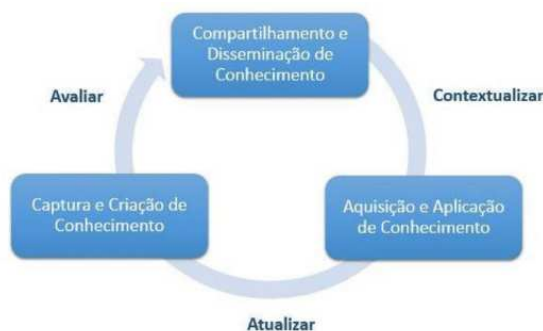 Compartilhamento e
Disseminação de
Conhecimento
Avaliar
Contextualizar
Captura e Criação de
Conhecimento
Aquisição e Aplicação
de Conhecimento
Atualizar